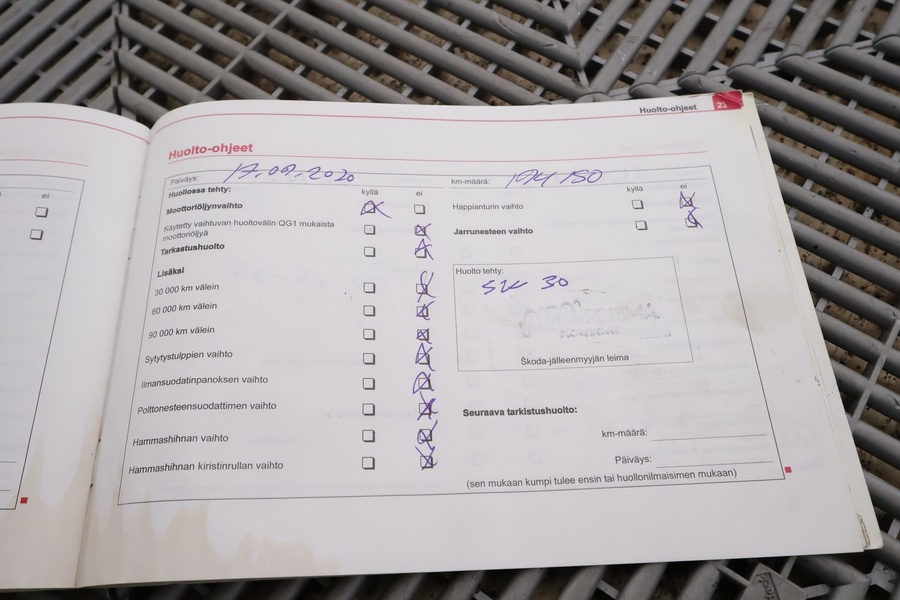 ei
Huolto-ohjeet 23
Huolto-ohjeet
Päiväys: 17.09.2020 km-määrä: 194 150
Huollossa tehty: kyllä ei
Moottoriöljynvaihto
Käytetty vaihtuvan huoltovälin QG1 mukaista
moottoriöljyä
Tarkastushuolto
Lisäksi
30 000 km välein
60 000 km välein
90 000 km välein
Sytytystulppien vaihto
Ilmansuodatinpanoksen vaihto
Polttonesteensuodattimen vaihto
Hammashihnan vaihto
Hammashihnan kiristinrullan vaihto
kyllä ei
Happianturin vaihto
Jarrunesteen vaihto
Huolto tehty:
5W 30
Škoda-jälleenmyyjän leima
Seuraava tarkistushuolto:
km-määrä:
Päiväys:
(sen mukaan kumpi tulee ensin tai huollonilmaisimen mukaan)